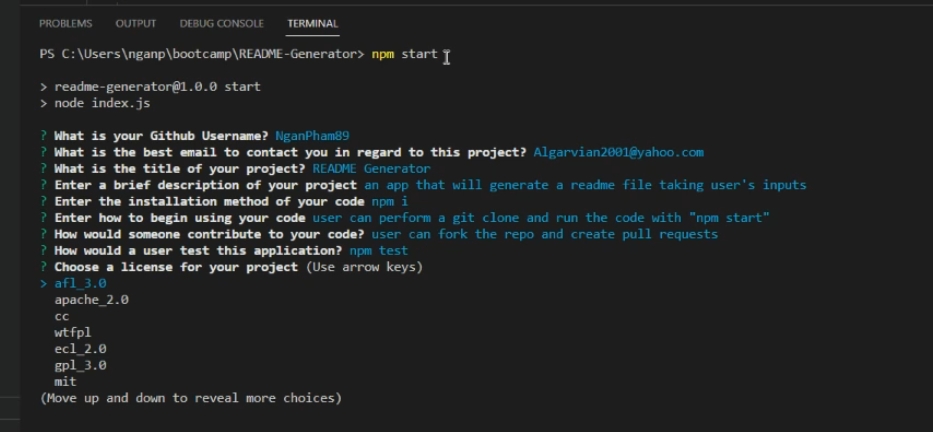 PROBLEMS OUTPUT DEBUG CONSOLE TERMINAL
PS C:\Users\nganp\bootcamp\README-Generator> npm start
> readme-generator@1.0.0 start
> node index.js
? What is your Github Username? NganPham89
? What is the best email to contact you in regard to this project? Algarvian2001@yahoo.com
? What is the title of your project? README Generator
? Enter a brief description of your project an app that will generate a readme file taking user's inputs
? Enter the installation method of your code npm i
? Enter how to begin using your code user can perform a git clone and run the code with "npm start"
? How would someone contribute to your code? user can fork the repo and create pull requests
? How would a user test this application? npm test
? Choose a license for your project (Use arrow keys)
> afl_3.0
apache_2.0
cc
wtfpl
ecl_2.0
gpl_3.0
mit
(Move up and down to reveal more choices)